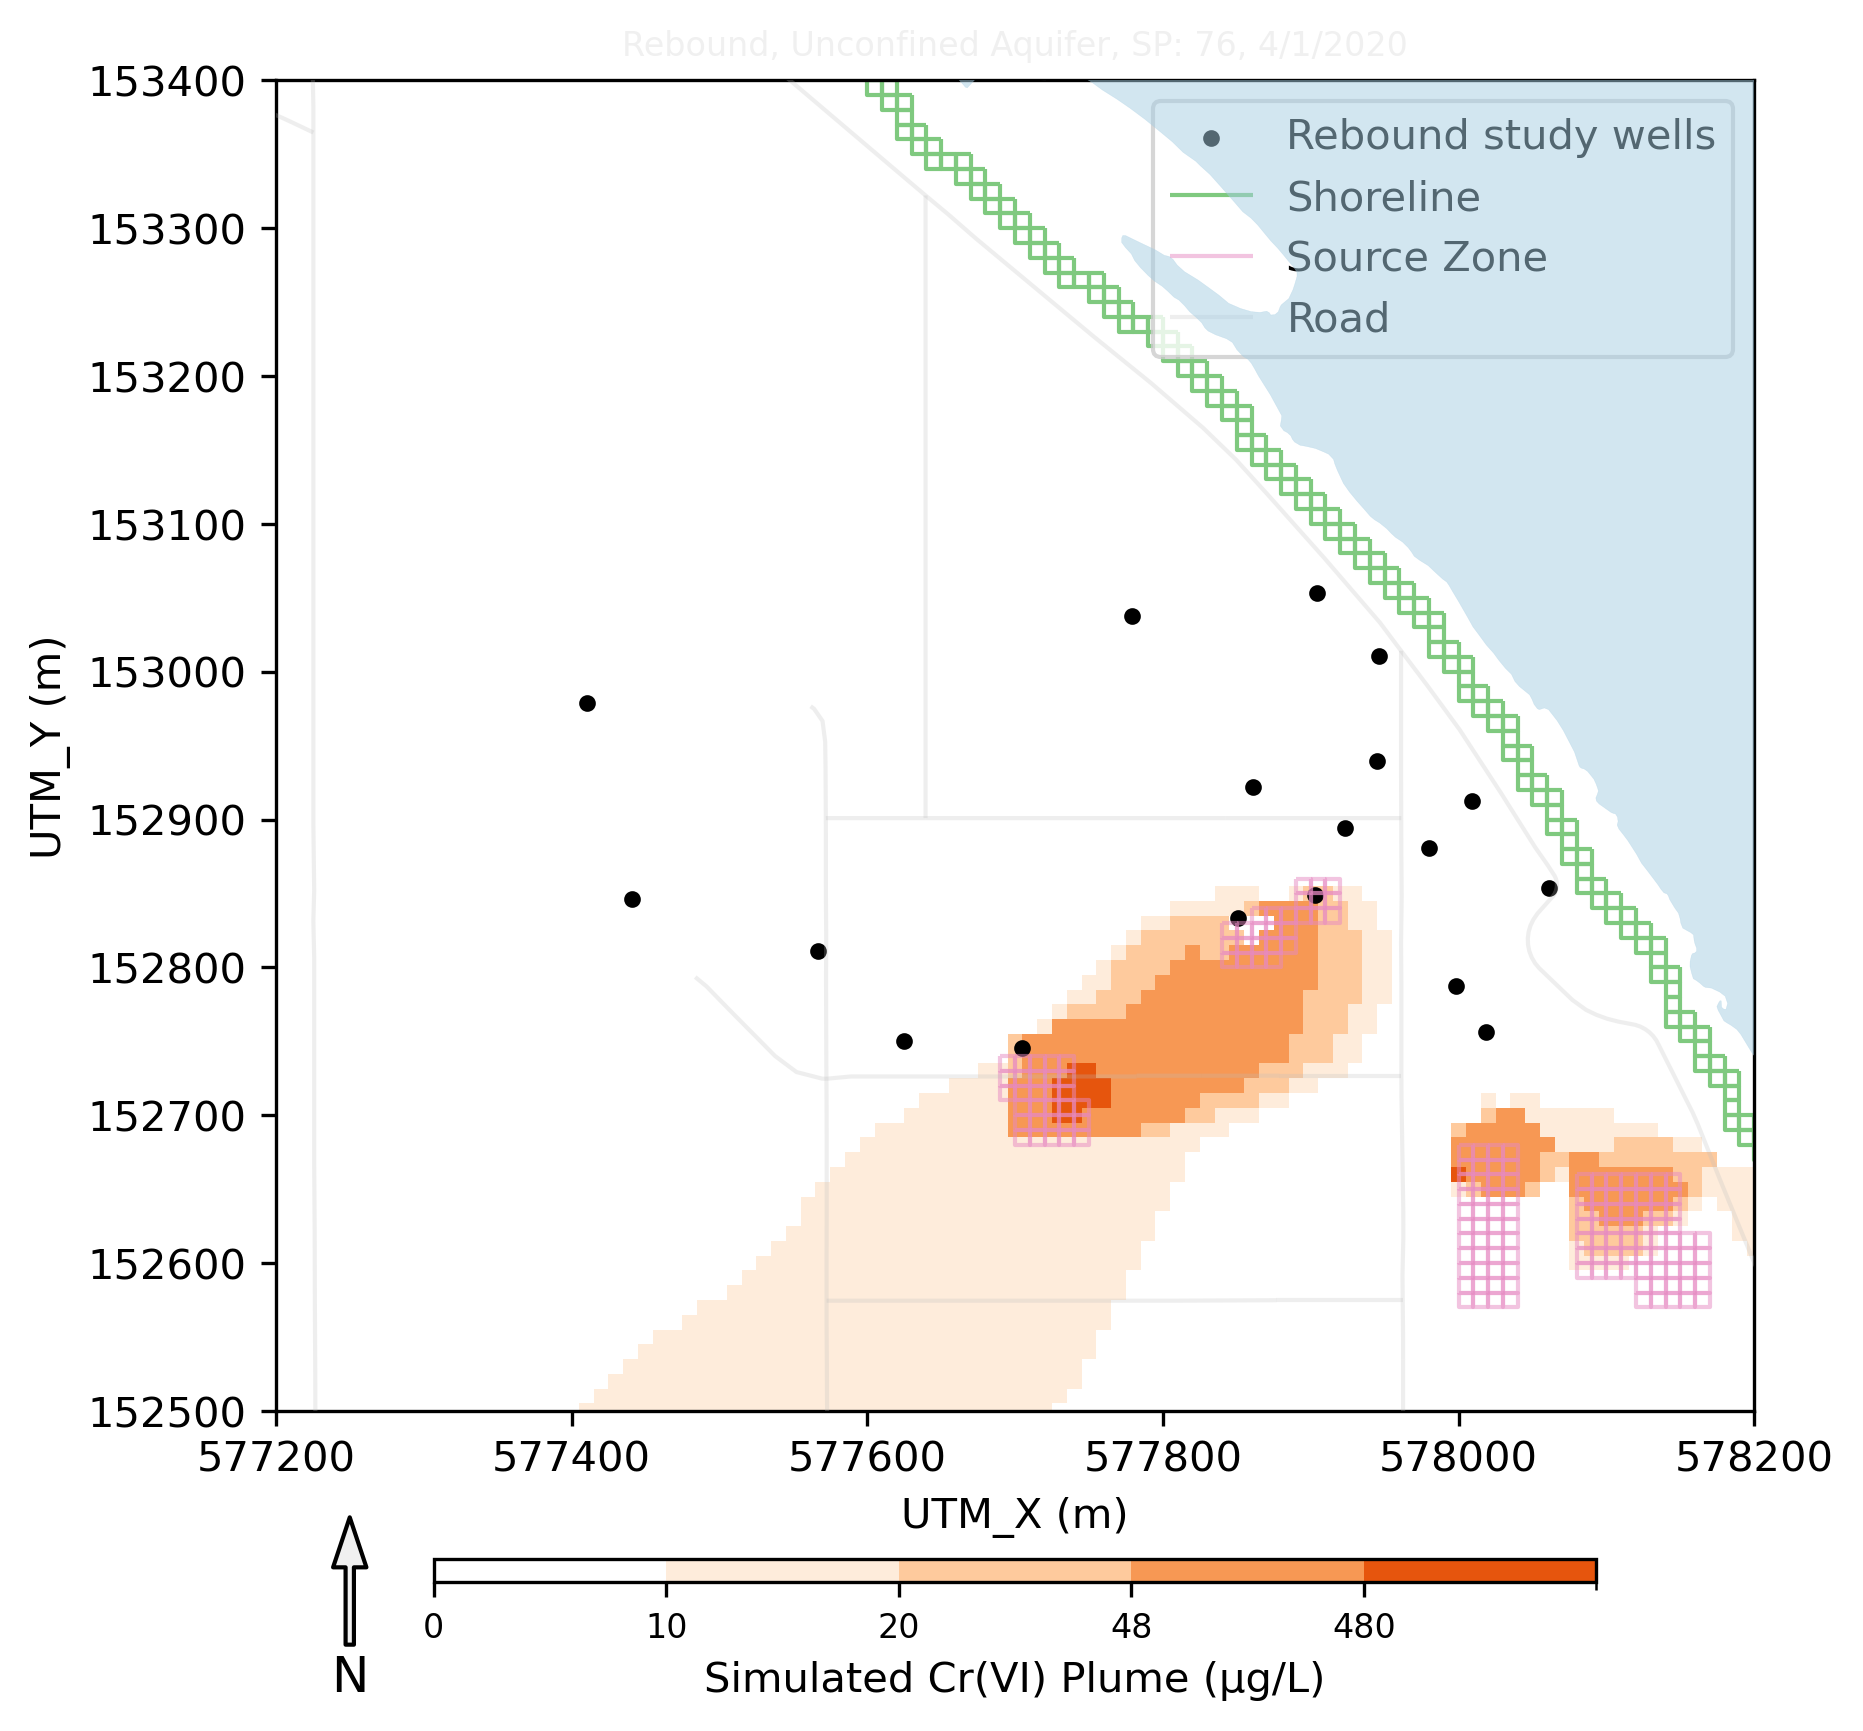 Rebound, Unconfined Aquifer, SP: 76, 4/1/2020
153400
153300
153200
153100
153000
152900
152800
152700
152600
152500
UTM_Y (m)
Rebound study wells
Shoreline
Source Zone
Road
577200 577400 577600 577800 578000 578200
UTM_X (m)
N
0 10 20 48 480
Simulated Cr(VI) Plume (μg/L)